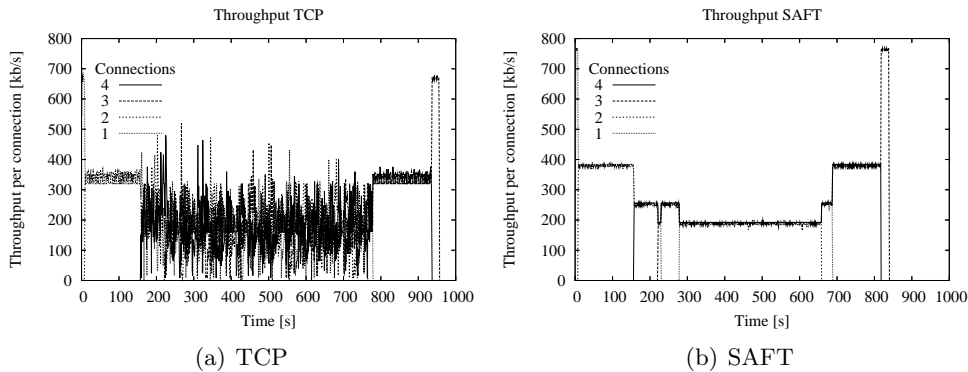 Throughput TCP
Throughput per connection [kb/s]
800
700
600
500
400
300
200
100
0
Connections
4
3
2
1
0 100 200 300 400 500 600 700 800 900 1000
Time [s]
(a) TCP
Throughput SAFT
Throughput per connection [kb/s]
800
700
600
500
400
300
200
100
0
Connections
4
3
2
1
0 100 200 300 400 500 600 700 800 900 1000
Time [s]
(b) SAFT